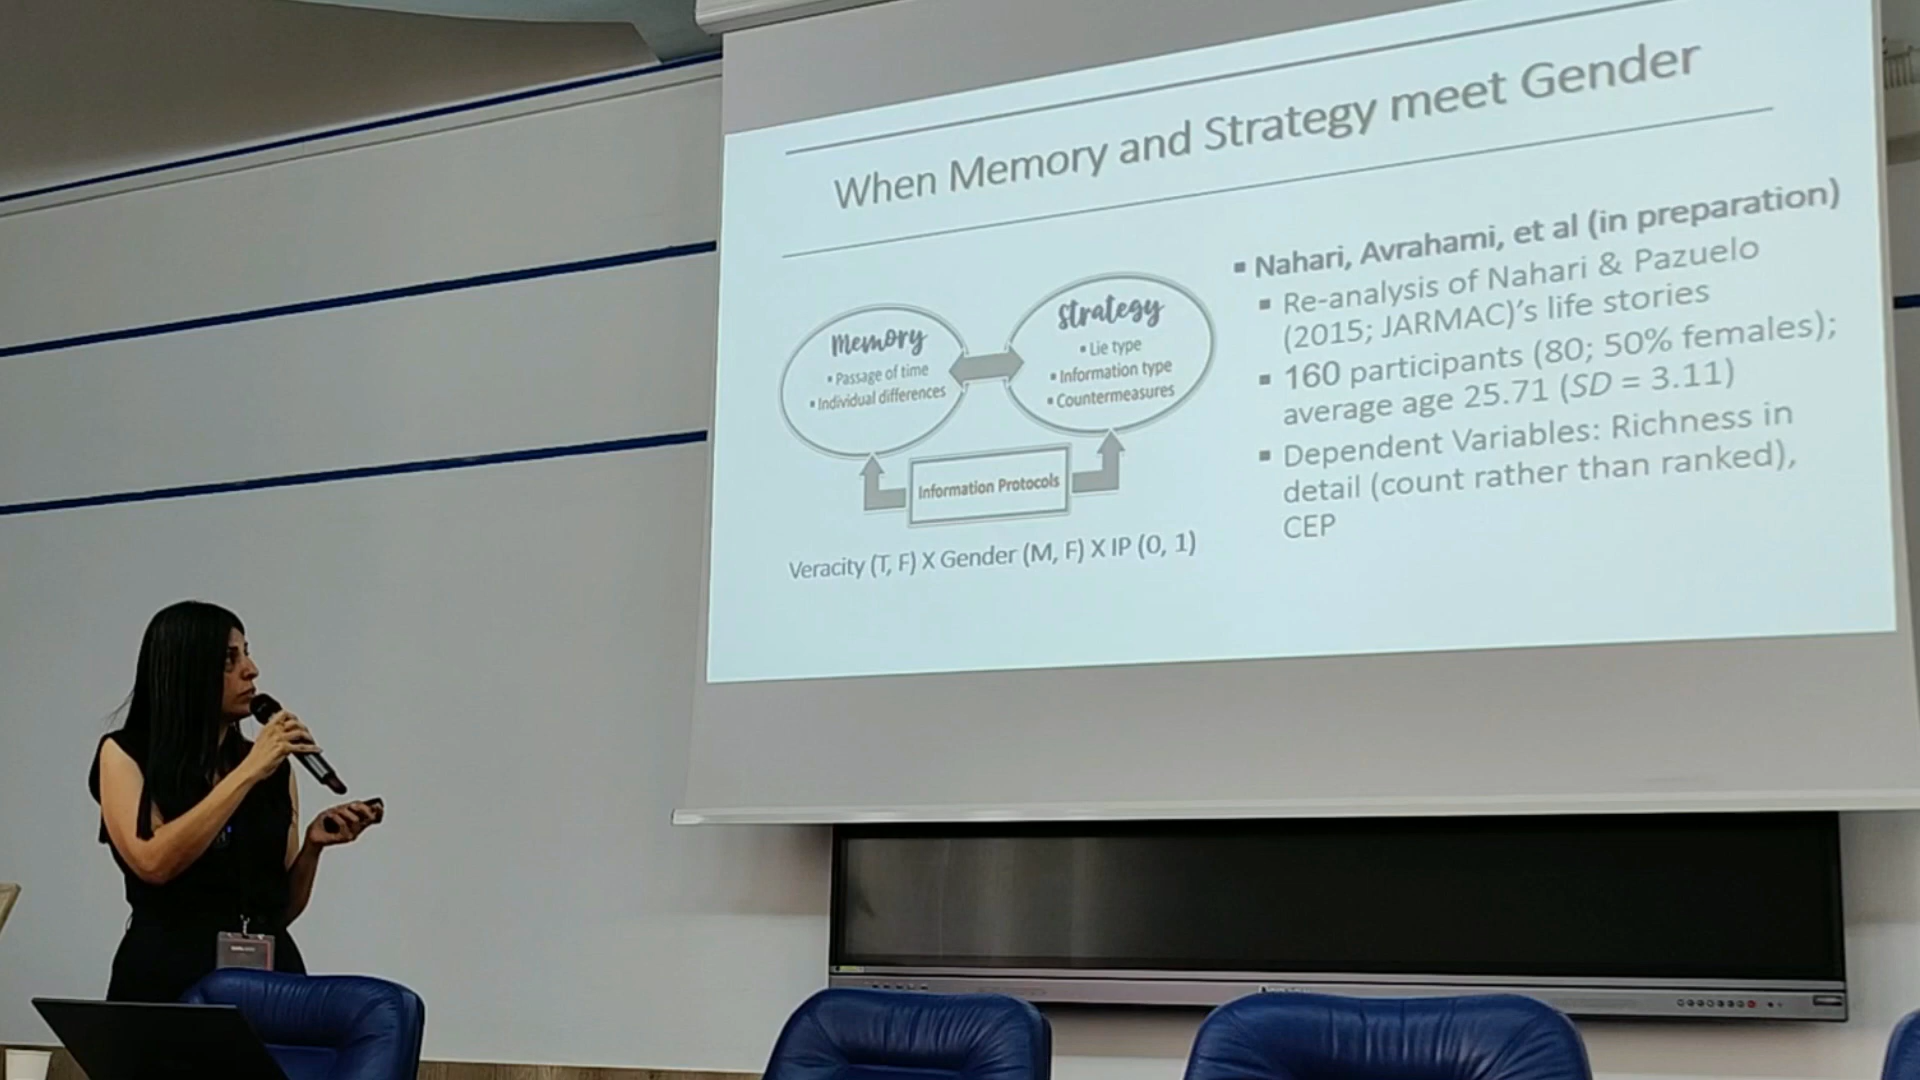 When Memory and Strategy meet Gender
Memory
▪ Passage of time
▪ Individual differences
Strategy
▪ Lie type
▪ Information type
▪ Countermeasures
Information Protocols
Veracity (T, F) X Gender (M, F) X IP (0, 1)
▪ Nahari, Avrahami, et al (in preparation)
▪ Re-analysis of Nahari & Pazuelo
(2015; JARMAC)'s life stories
▪ 160 participants (80; 50% females);
average age 25.71 (SD = 3.11)
▪ Dependent Variables: Richness in
detail (count rather than ranked),
CEP